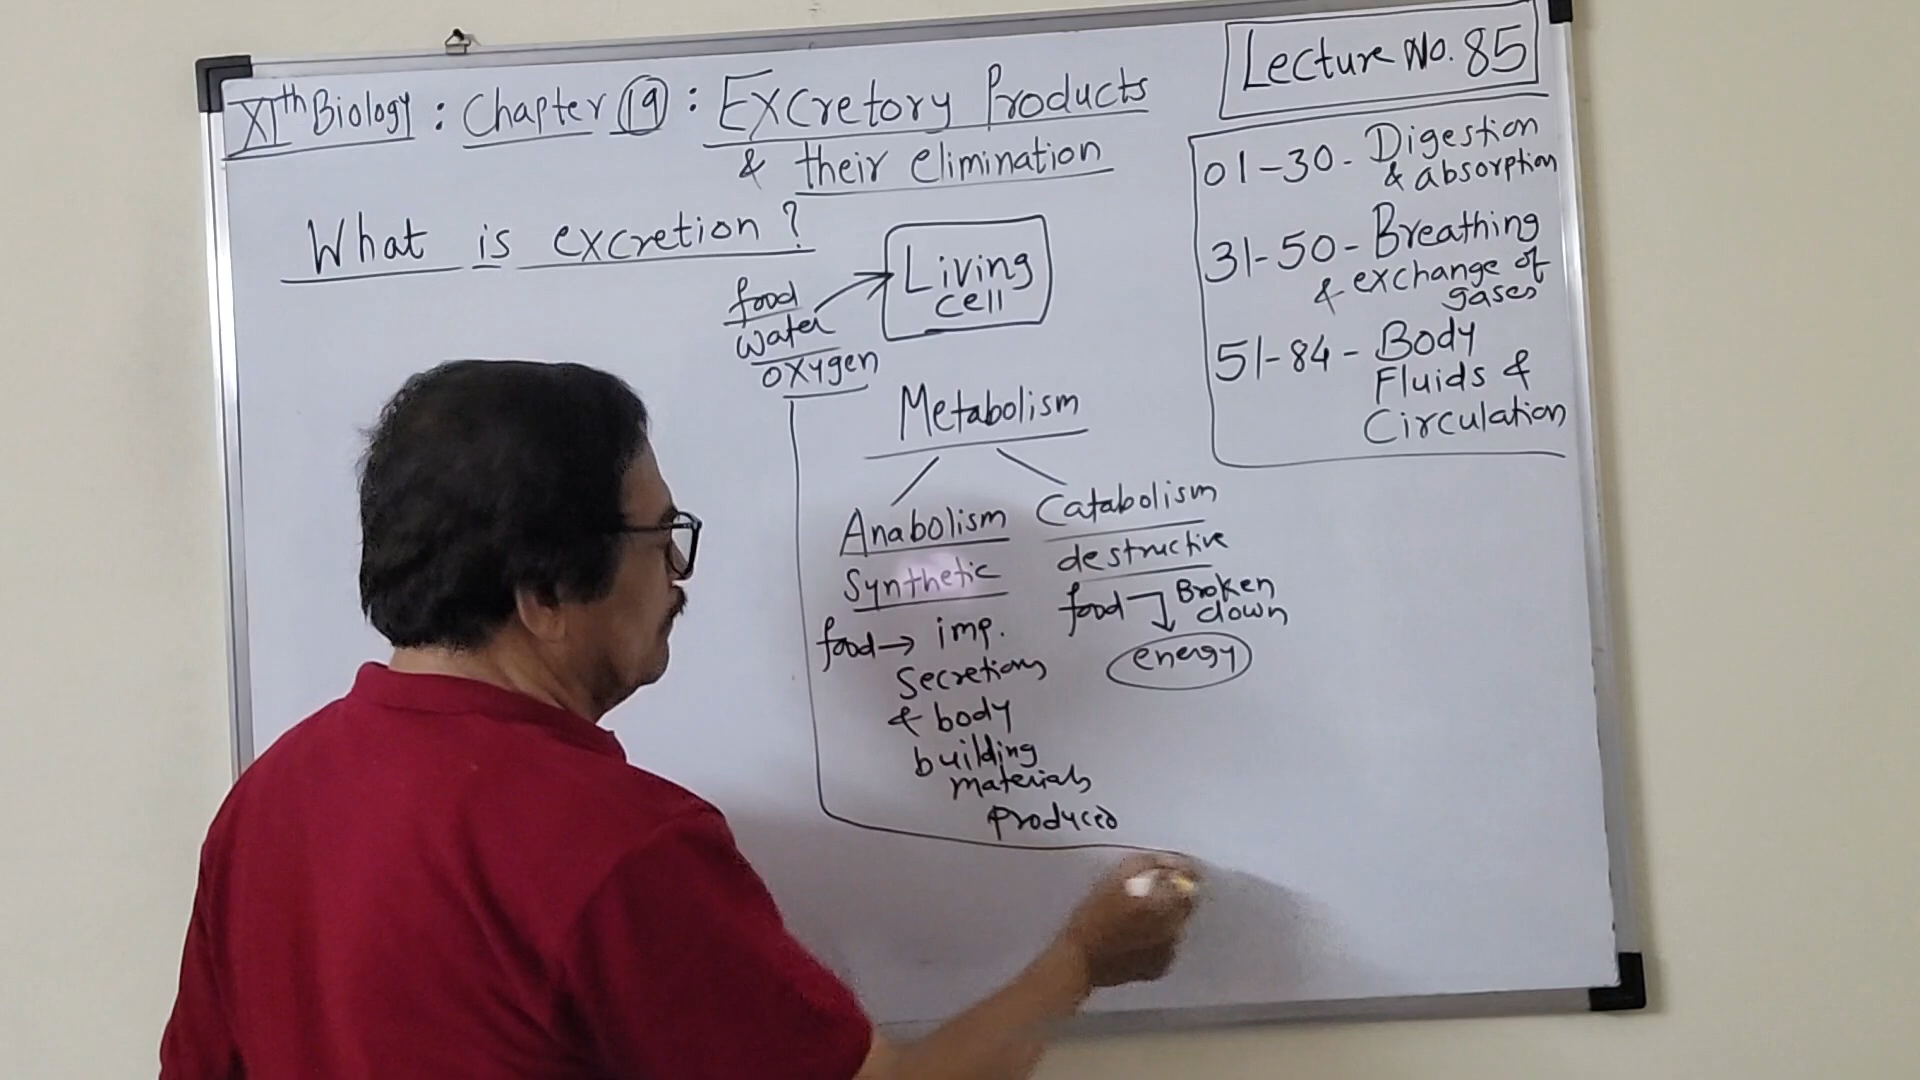 XIth Biology : Chapter 19 : Excretory Products
& their elimination
Lecture No. 85
01-30 - Digestion
& absorption
31-50 - Breathing
& exchange of
gases
51-84 - Body
Fluids &
Circulation
What is excretion?
food
water
oxygen
Living
cell
Metabolism
Anabolism
Synthetic
food → imp.
Secretions
& body
building
materials
produced
Catabolism
destructive
food Broken
down
energy